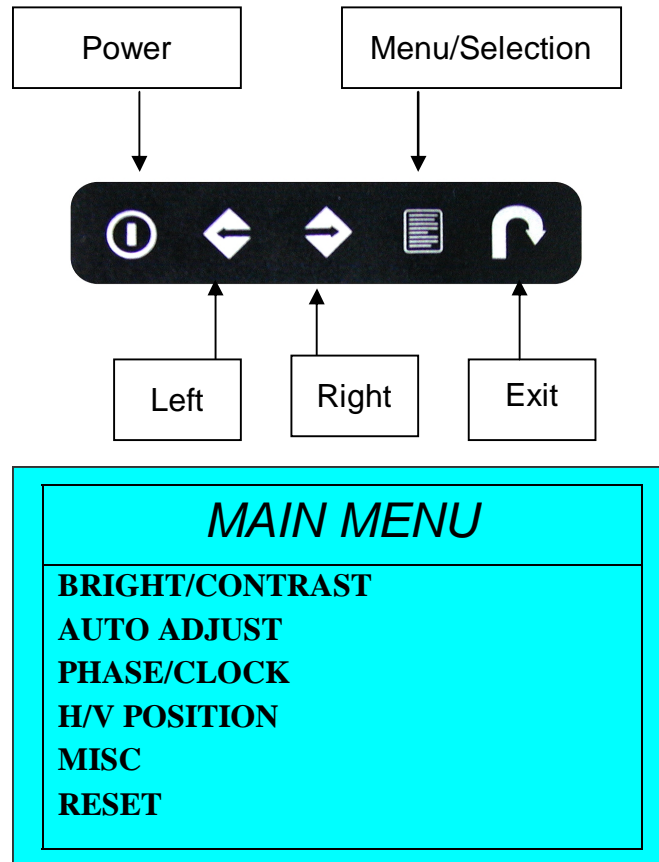 Power
Menu/Selection
Left
Right
Exit
MAIN MENU
BRIGHT/CONTRAST
AUTO ADJUST
PHASE/CLOCK
H/V POSITION
MISC
RESET